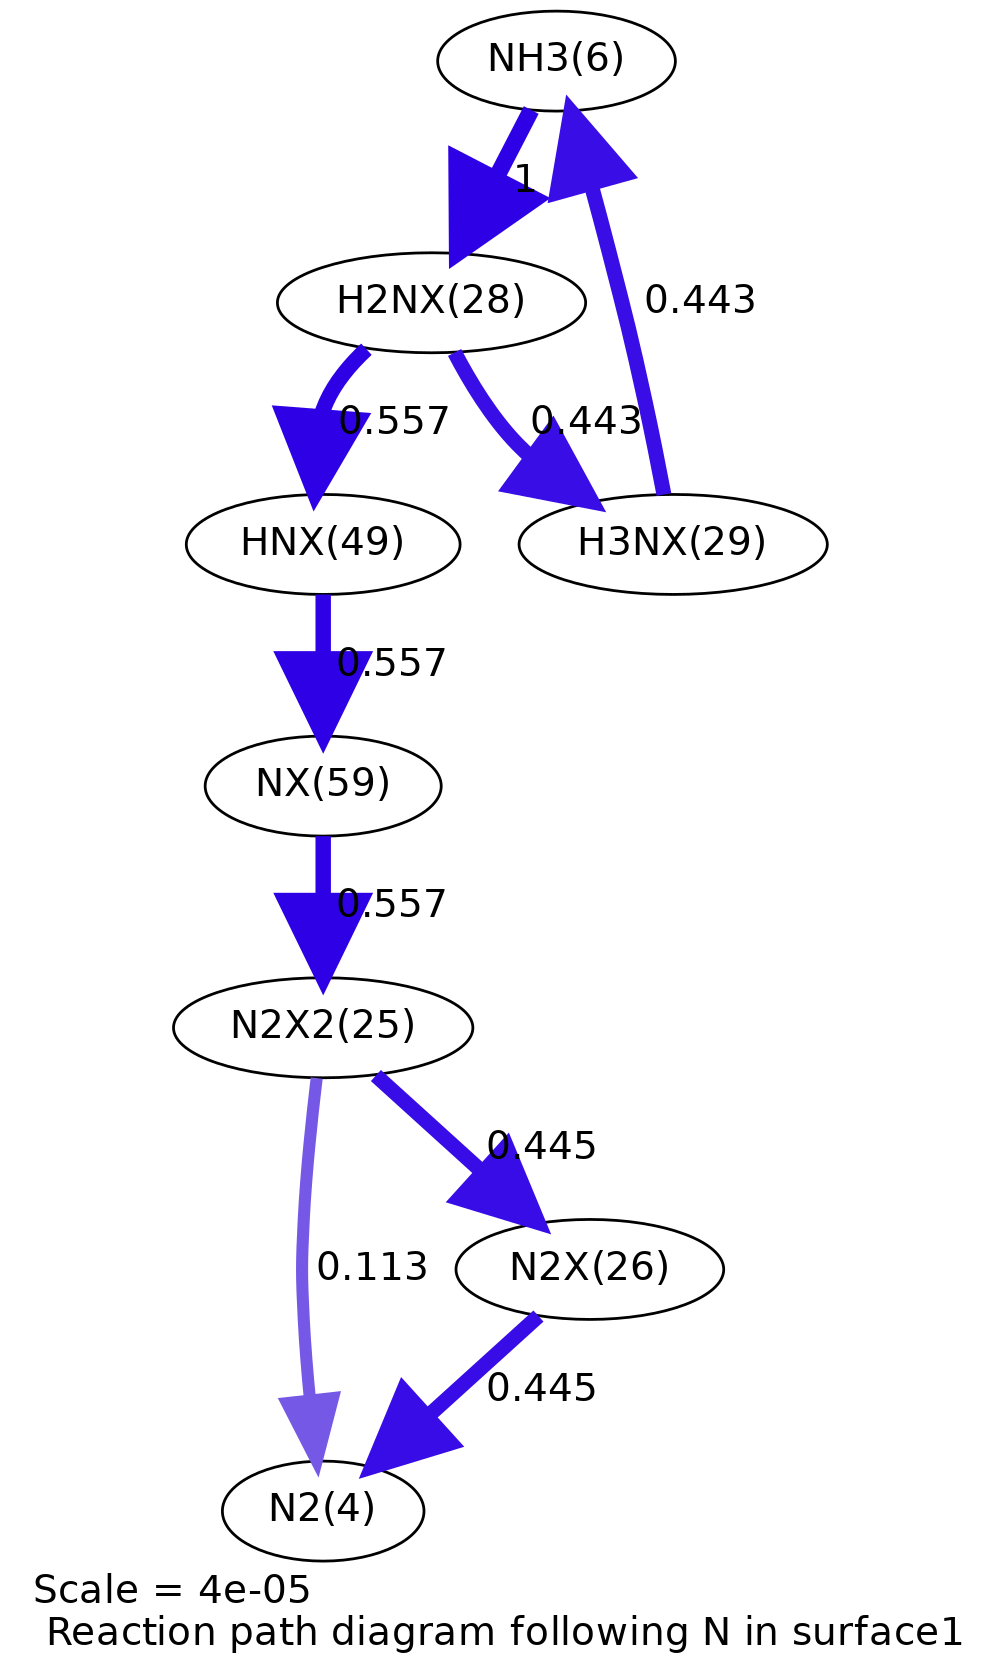 NH3(6)
1
H2NX(28)
0.443
0.557
0.443
HNX(49)
H3NX(29)
0.557
NX(59)
0.557
N2X2(25)
0.445
0.113
N2X(26)
0.445
N2(4)
Scale = 4e-05
Reaction path diagram following N in surface1